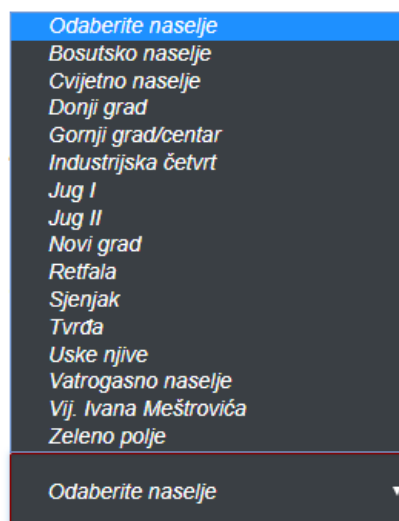 Odaberite naselje
Bosutsko naselje
Cvijetno naselje
Donji grad
Gornji grad/centar
Industrijska četvrt
Jug I
Jug II
Novi grad
Retfala
Sjenjak
Tvrđa
Uske njive
Vatrogasno naselje
Vij. Ivana Meštrovića
Zeleno polje
Odaberite naselje